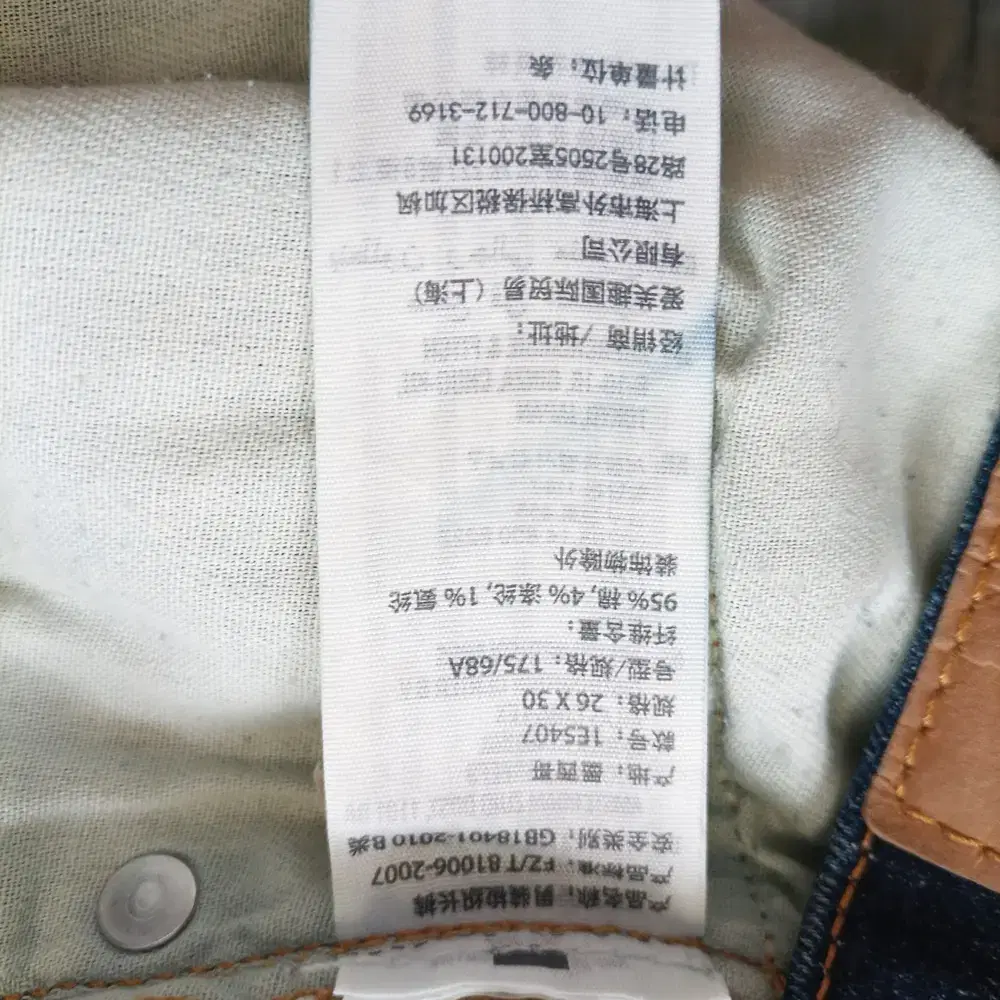 产品名称：男装梭织长裤
产品标准：FZ/T 81006-2007
安全类别：GB18401-2010 B类
产地：墨西哥
款号：1E5407
规格：26 X 30
号型/规格：175/68A
纤维含量：
95% 棉, 4% 涤纶, 1% 氨纶
装饰物除外
经销商 /地址：
爱芙趣国际贸易（上海）
有限公司
上海市外高桥保税区加枫
路28号2505室200131
电话：10-800-712-3169
计量单位：条